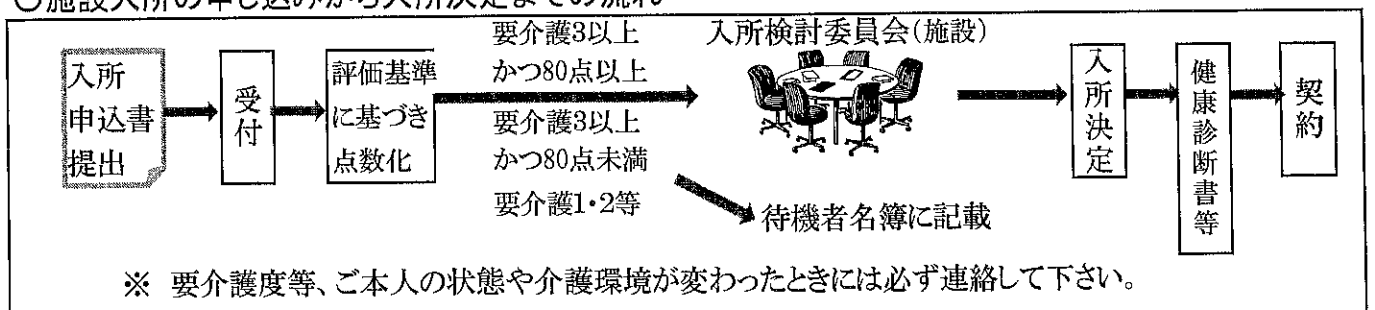 ○施設入所の申し込みから入所決定までの流れ
入所
申込書
提出
受付
評価基準
に基づき
点数化
要介護3以上
かつ80点以上
要介護3以上
かつ80点未満
要介護1・2等
入所検討委員会(施設)
待機者名簿に記載
入所決定
健康診断書等
契約
※ 要介護度等、ご本人の状態や介護環境が変わったときには必ず連絡して下さい。